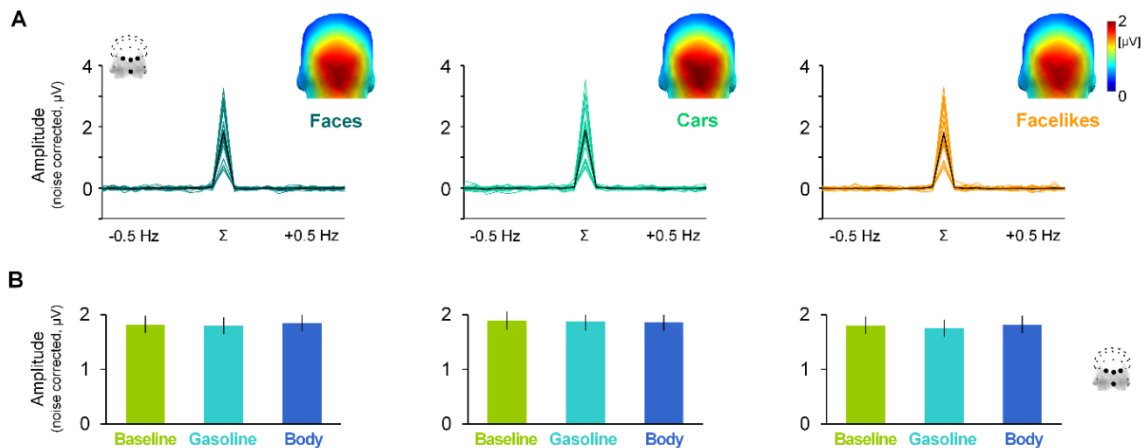 A
2
[µV]
0
Faces
Cars
Facelikes
Amplitude
(noise corrected, µV)
4
2
0
-0.5 Hz Σ +0.5 Hz
4
2
0
-0.5 Hz Σ +0.5 Hz
4
2
0
-0.5 Hz Σ +0.5 Hz
B
Amplitude
(noise corrected, µV)
2
1
0
Baseline Gasoline Body
2
1
0
Baseline Gasoline Body
2
1
0
Baseline Gasoline Body